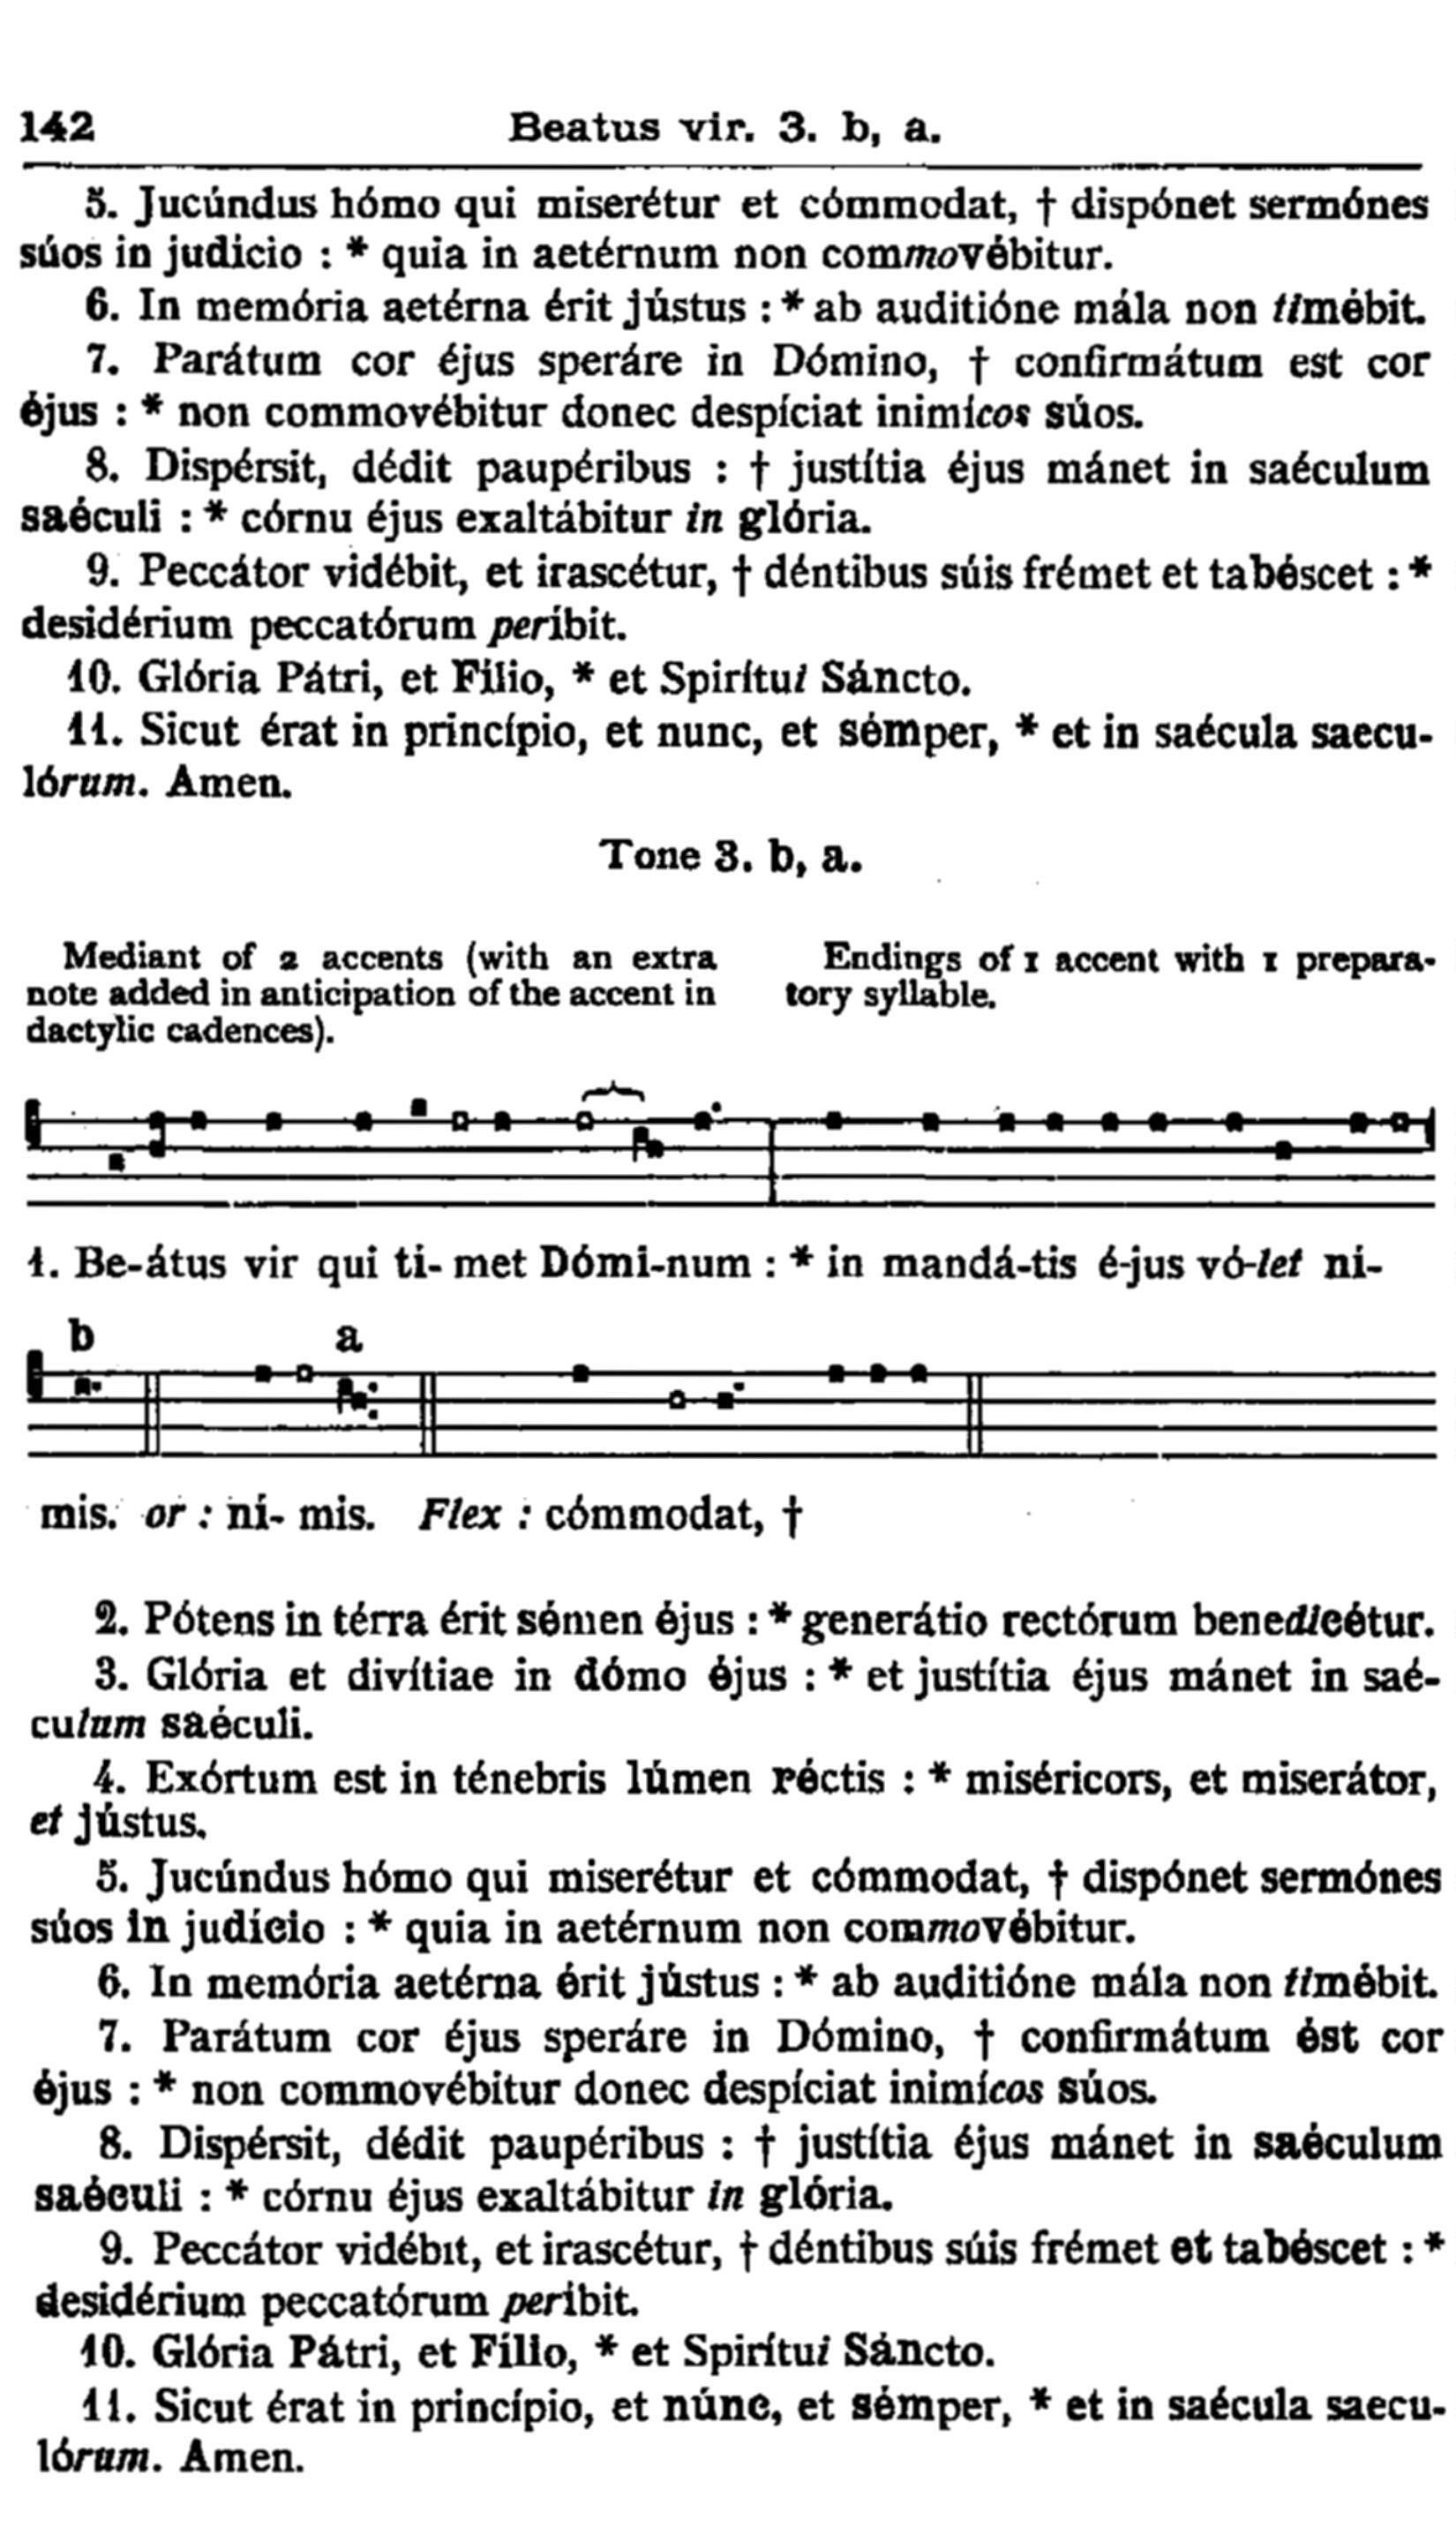 142 Beatus vir. 3. b, a.
5. Jucúndus hómo qui miserétur et cómmodat, † dispónet sermónes
súos in judicio : * quia in aetérnum non commovébitur.
6. In memória aetérna érit jústus : * ab auditióne mála non timébit.
7. Parátum cor éjus speráre in Dómino, † confirmátum est cor
éjus : * non commovébitur donec despíciat inimícos súos.
8. Dispérsit, dédit paupéribus : † justítia éjus mánet in saéculum
saéculi : * córnu éjus exaltábitur in glória.
9. Peccátor vidébit, et irascétur, † déntibus súis frémet et tabéscet : *
desidérium peccatórum períbit.
10. Glória Pátri, et Fílio, * et Spirítui Sáncto.
11. Sicut érat in princípio, et nunc, et sémper, * et in saécula saecu-
lórum. Amen.
Tone 3. b, a.
Mediant of 2 accents (with an extra
note added in anticipation of the accent in
dactylic cadences).
Endings of 1 accent with 1 prepara-
tory syllable.
1. Be-átus vir qui ti- met Dómi-num : * in mandá-tis é-jus vó-let ni-
b a
mis. or : ní- mis. Flex : cómmodat, †
2. Pótens in térra érit sémen éjus : * generátio rectórum benedicétur.
3. Glória et divítiae in dómo éjus : * et justítia éjus mánet in saé-
culum saéculi.
4. Exórtum est in ténebris lúmen réctis : * miséricors, et miserátor,
et jústus.
5. Jucúndus hómo qui miserétur et cómmodat, † dispónet sermónes
súos in judício : * quia in aetérnum non commovébitur.
6. In memória aetérna érit jústus : * ab auditióne mála non timébit.
7. Parátum cor éjus speráre in Dómino, † confirmátum ést cor
éjus : * non commovébitur donec despíciat inimícos súos.
8. Dispérsit, dédit paupéribus : † justítia éjus mánet in saéculum
saéculi : * córnu éjus exaltábitur in glória.
9. Peccátor vidébit, et irascétur, † déntibus súis frémet et tabéscet : *
desidérium peccatórum períbit.
10. Glória Pátri, et Fílio, * et Spirítui Sáncto.
11. Sicut érat in princípio, et núnc, et sémper, * et in saécula saecu-
lórum. Amen.